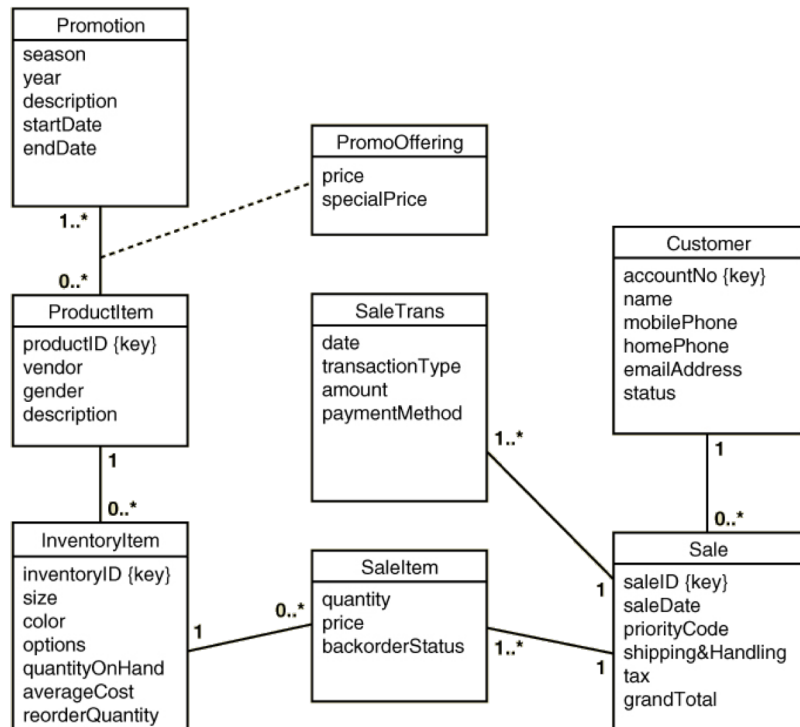 Promotion
season
year
description
startDate
endDate
1..*
0..*
PromoOffering
price
specialPrice
ProductItem
productID {key}
vendor
gender
description
1
0..*
SaleTrans
date
transactionType
amount
paymentMethod
1..*
1
Customer
accountNo {key}
name
mobilePhone
homePhone
emailAddress
status
1
0..*
InventoryItem
inventoryID {key}
size
color
options
quantityOnHand
averageCost
reorderQuantity
1
0..*
SaleItem
quantity
price
backorderStatus
1..*
1
Sale
saleID {key}
saleDate
priorityCode
shipping&Handling
tax
grandTotal